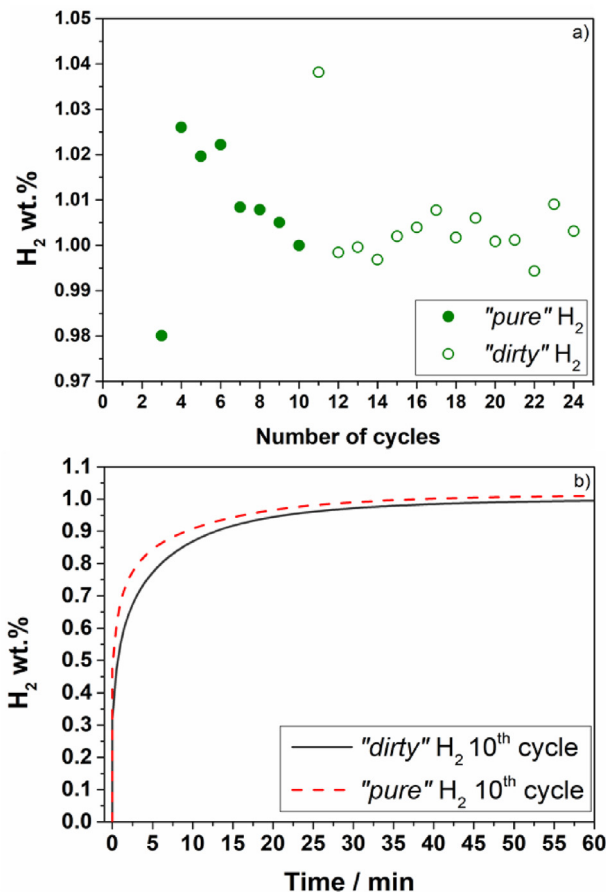 a)
1.05
1.04
1.03
1.02
1.01
1.00
0.99
0.98
0.97
H2 wt.%
"pure" H2
"dirty" H2
0 2 4 6 8 10 12 14 16 18 20 22 24
Number of cycles
b)
1.1
1.0
0.9
0.8
0.7
0.6
0.5
0.4
0.3
0.2
0.1
0.0
H2 wt.%
"dirty" H2 10th cycle
"pure" H2 10th cycle
0 5 10 15 20 25 30 35 40 45 50 55 60
Time / min